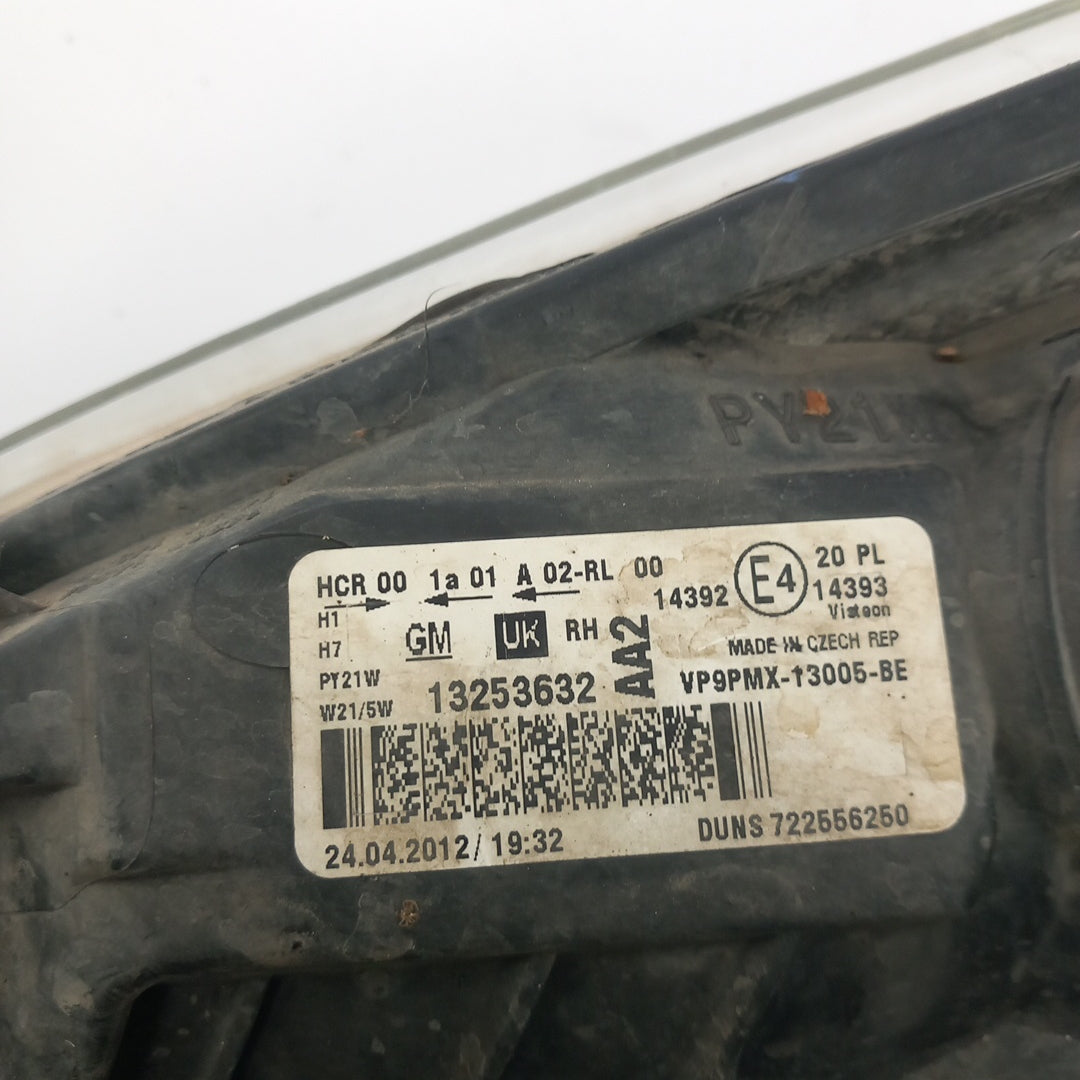 PY21W
HCR 00 1a 01 A 02-RL 00
14392 E4 20 PL
14393
Visteon
H1
GM UK RH AA2
H7
MADE IN CZECH REP
PY21W
13253632
VP9PMX-13005-BE
W21/5W
24.04.2012/ 19:32
DUNS 722556250